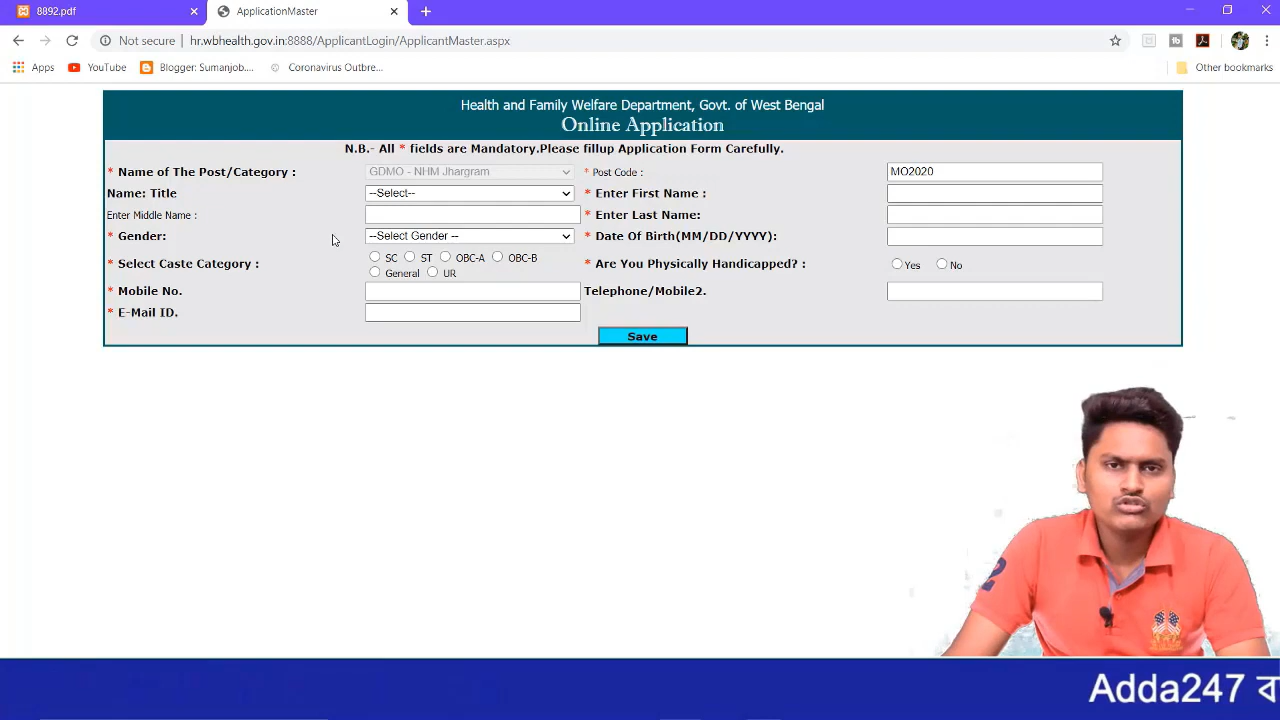 8892.pdf
ApplicationMaster
Not secure
hr.wbhealth.gov.in:8888/ApplicantLogin/ApplicantMaster.aspx
Apps
YouTube
Blogger: Sumanjob....
Coronavirus Outbre...
Other bookmarks
Health and Family Welfare Department, Govt. of West Bengal
Online Application
N.B.- All * fields are Mandatory.Please fillup Application Form Carefully.
* Name of The Post/Category : GDMO - NHM Jhargram * Post Code : MO2020
Name: Title --Select-- * Enter First Name :
Enter Middle Name : * Enter Last Name:
* Gender: --Select Gender -- * Date Of Birth(MM/DD/YYYY):
* Select Caste Category : SC ST OBC-A OBC-B General UR * Are You Physically Handicapped? : Yes No
* Mobile No. Telephone/Mobile2.
* E-Mail ID.
Save
2
Adda247 ব